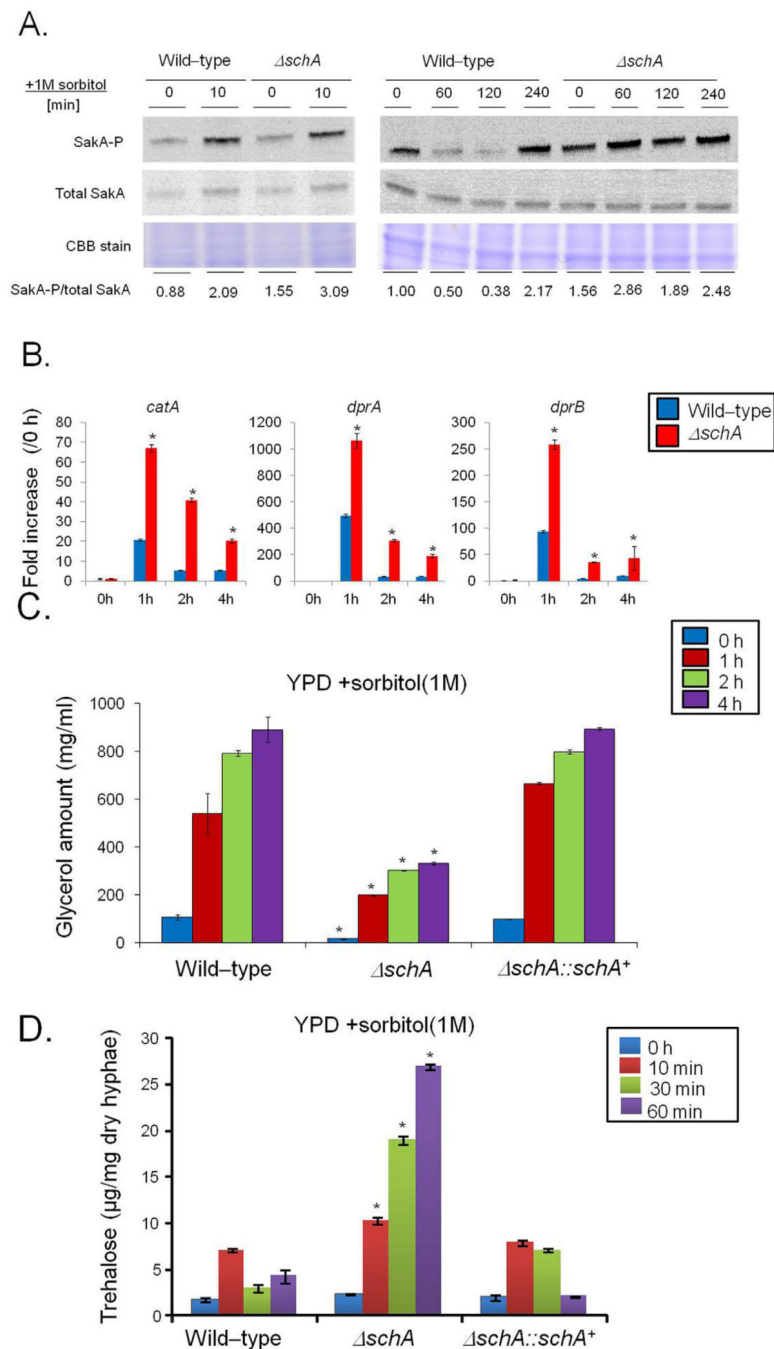 A.
Wild–type ΔschA Wild–type ΔschA
+1M sorbitol
[min]
0 10 0 10 0 60 120 240 0 60 120 240
SakA-P
Total SakA
CBB stain
SakA-P/total SakA 0.88 2.09 1.55 3.09 1.00 0.50 0.38 2.17 1.56 2.86 1.89 2.48
B.
catA dprA dprB
Wild–type
ΔschA
Fold increase (/0 h)
80 70 60 50 40 30 20 10 0
1200 1000 800 600 400 200 0
300 250 200 150 100 50 0
* * * * * * * * *
0h 1h 2h 4h 0h 1h 2h 4h 0h 1h 2h 4h
C.
0 h
1 h
2 h
4 h
YPD +sorbitol(1M)
Glycerol amount (mg/ml)
1000
800
600
400
200
0
* * * *
Wild–type ΔschA ΔschA::schA⁺
D.
YPD +sorbitol(1M)
0 h
10 min
30 min
60 min
Trehalose (µg/mg dry hyphae)
30
25
20
15
10
5
0
* * *
Wild–type ΔschA ΔschA::schA⁺